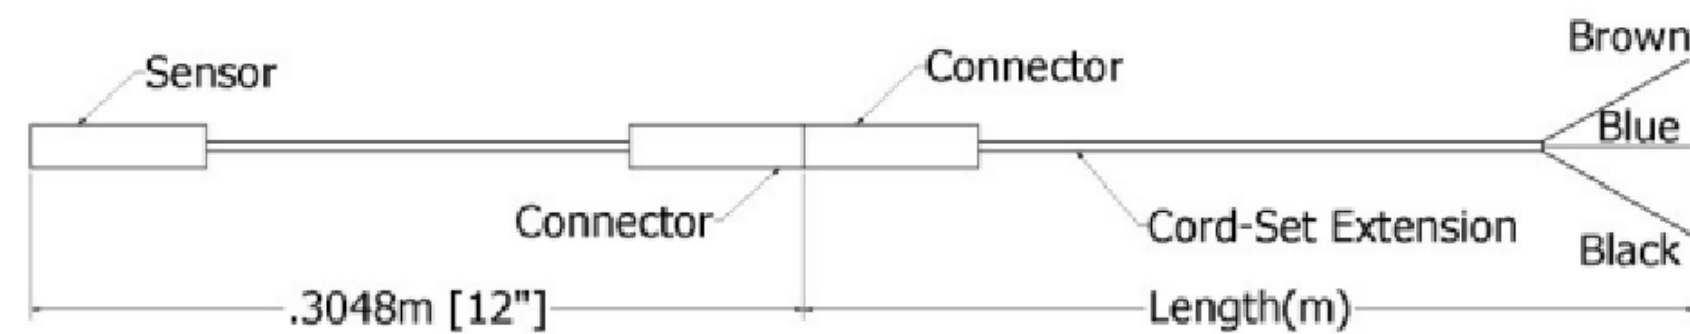 Brown
Sensor
Connector
Blue
Connector
Cord-Set Extension
Black
.3048m [12"]
Length(m)